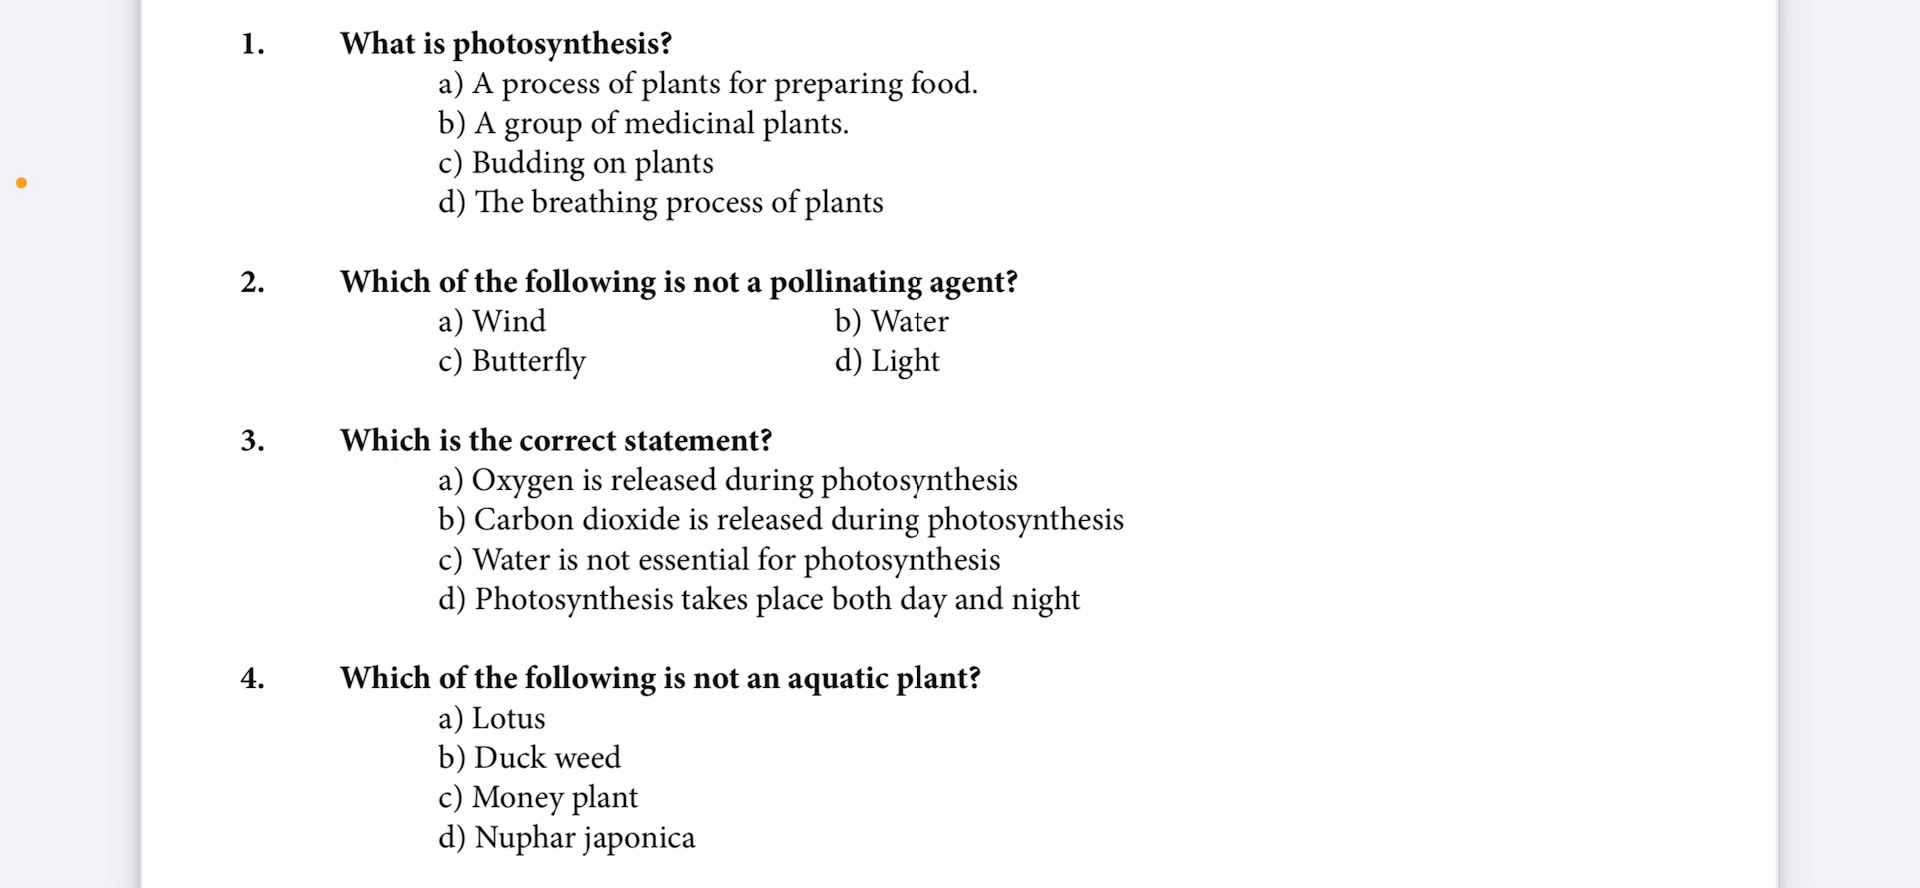 1. What is photosynthesis?
a) A process of plants for preparing food.
b) A group of medicinal plants.
c) Budding on plants
d) The breathing process of plants
2. Which of the following is not a pollinating agent?
a) Wind b) Water
c) Butterfly d) Light
3. Which is the correct statement?
a) Oxygen is released during photosynthesis
b) Carbon dioxide is released during photosynthesis
c) Water is not essential for photosynthesis
d) Photosynthesis takes place both day and night
4. Which of the following is not an aquatic plant?
a) Lotus
b) Duck weed
c) Money plant
d) Nuphar japonica